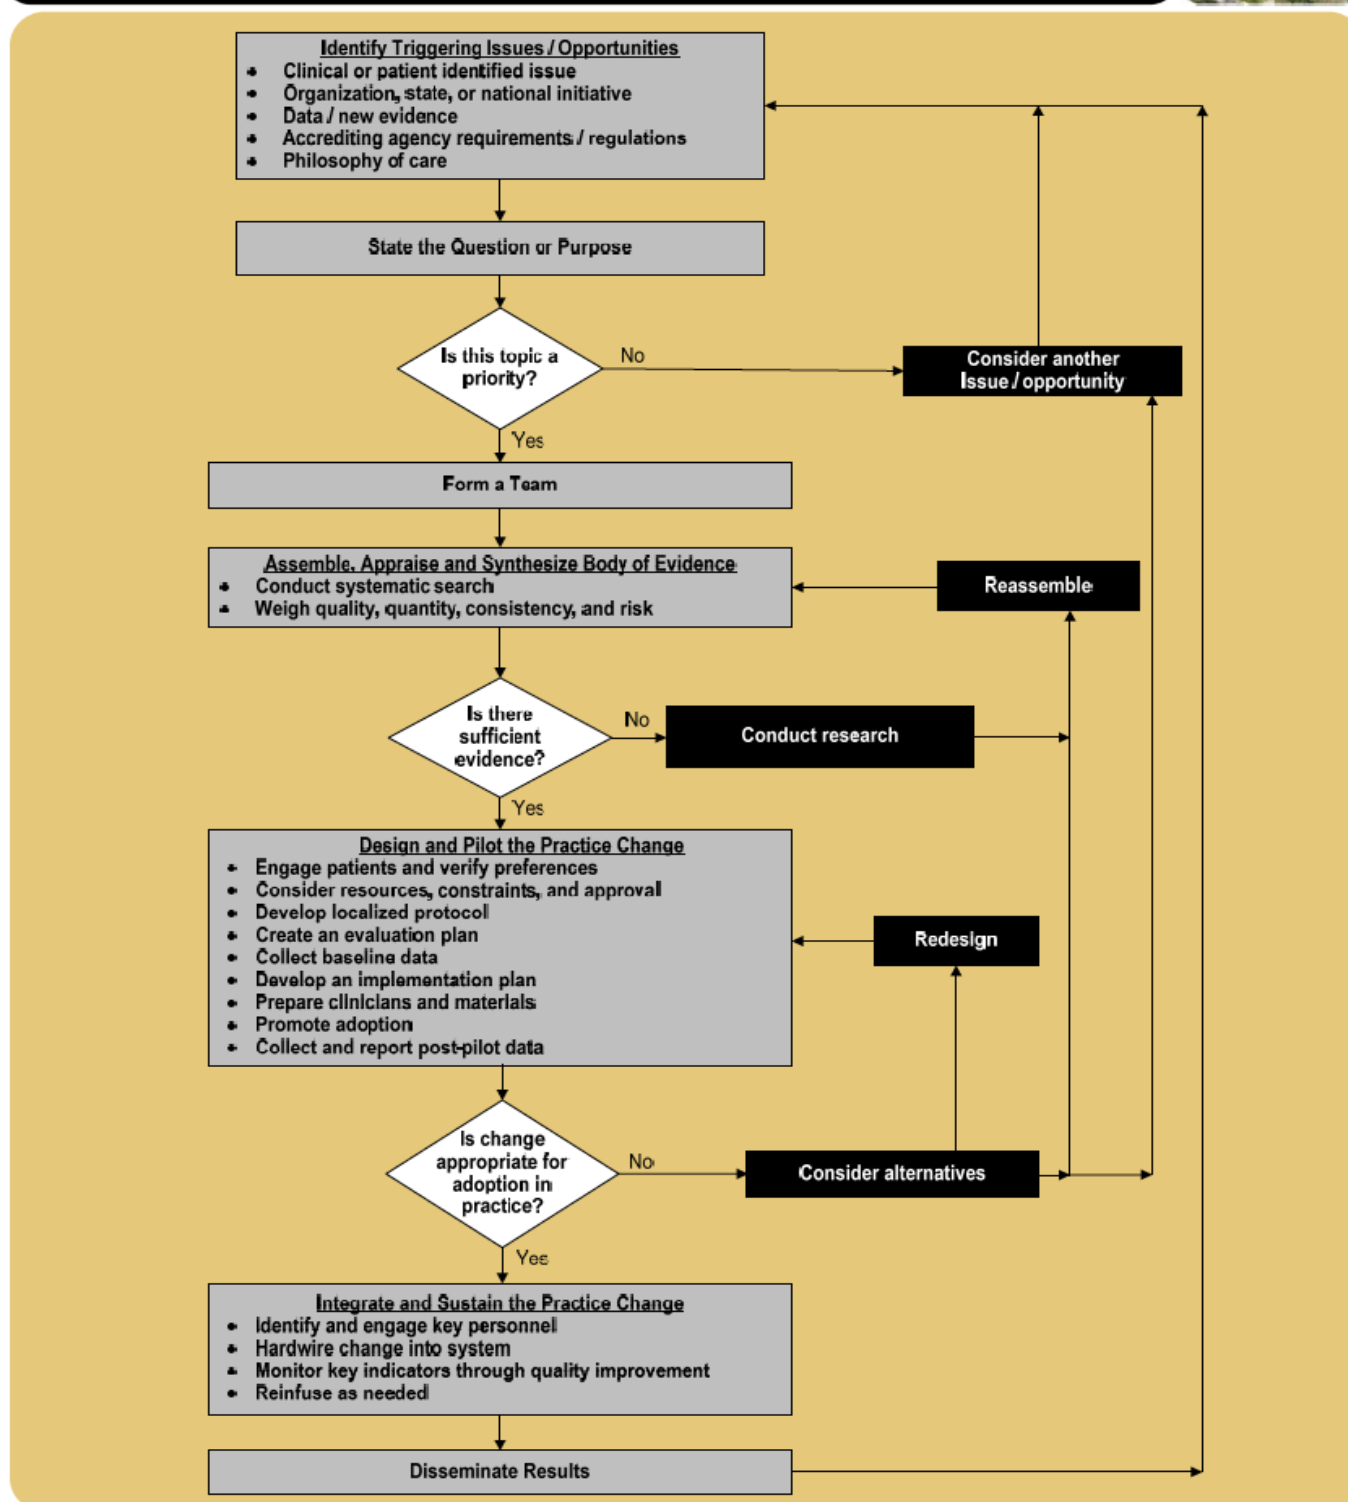 Identify Triggering Issues / Opportunities
• Clinical or patient identified issue
• Organization, state, or national initiative
• Data / new evidence
• Accrediting agency requirements / regulations
• Philosophy of care
State the Question or Purpose
Is this topic a
priority?
No
Consider another
Issue / opportunity
Yes
Form a Team
Assemble, Appraise and Synthesize Body of Evidence
• Conduct systematic search
• Weigh quality, quantity, consistency, and risk
Reassemble
Is there
sufficient
evidence?
No
Conduct research
Yes
Design and Pilot the Practice Change
• Engage patients and verify preferences
• Consider resources, constraints, and approval
• Develop localized protocol
• Create an evaluation plan
• Collect baseline data
• Develop an implementation plan
• Prepare clinicians and materials
• Promote adoption
• Collect and report post-pilot data
Redesign
Is change
appropriate for
adoption in
practice?
No
Consider alternatives
Yes
Integrate and Sustain the Practice Change
• Identify and engage key personnel
• Hardwire change into system
• Monitor key indicators through quality improvement
• Reinfuse as needed
Disseminate Results